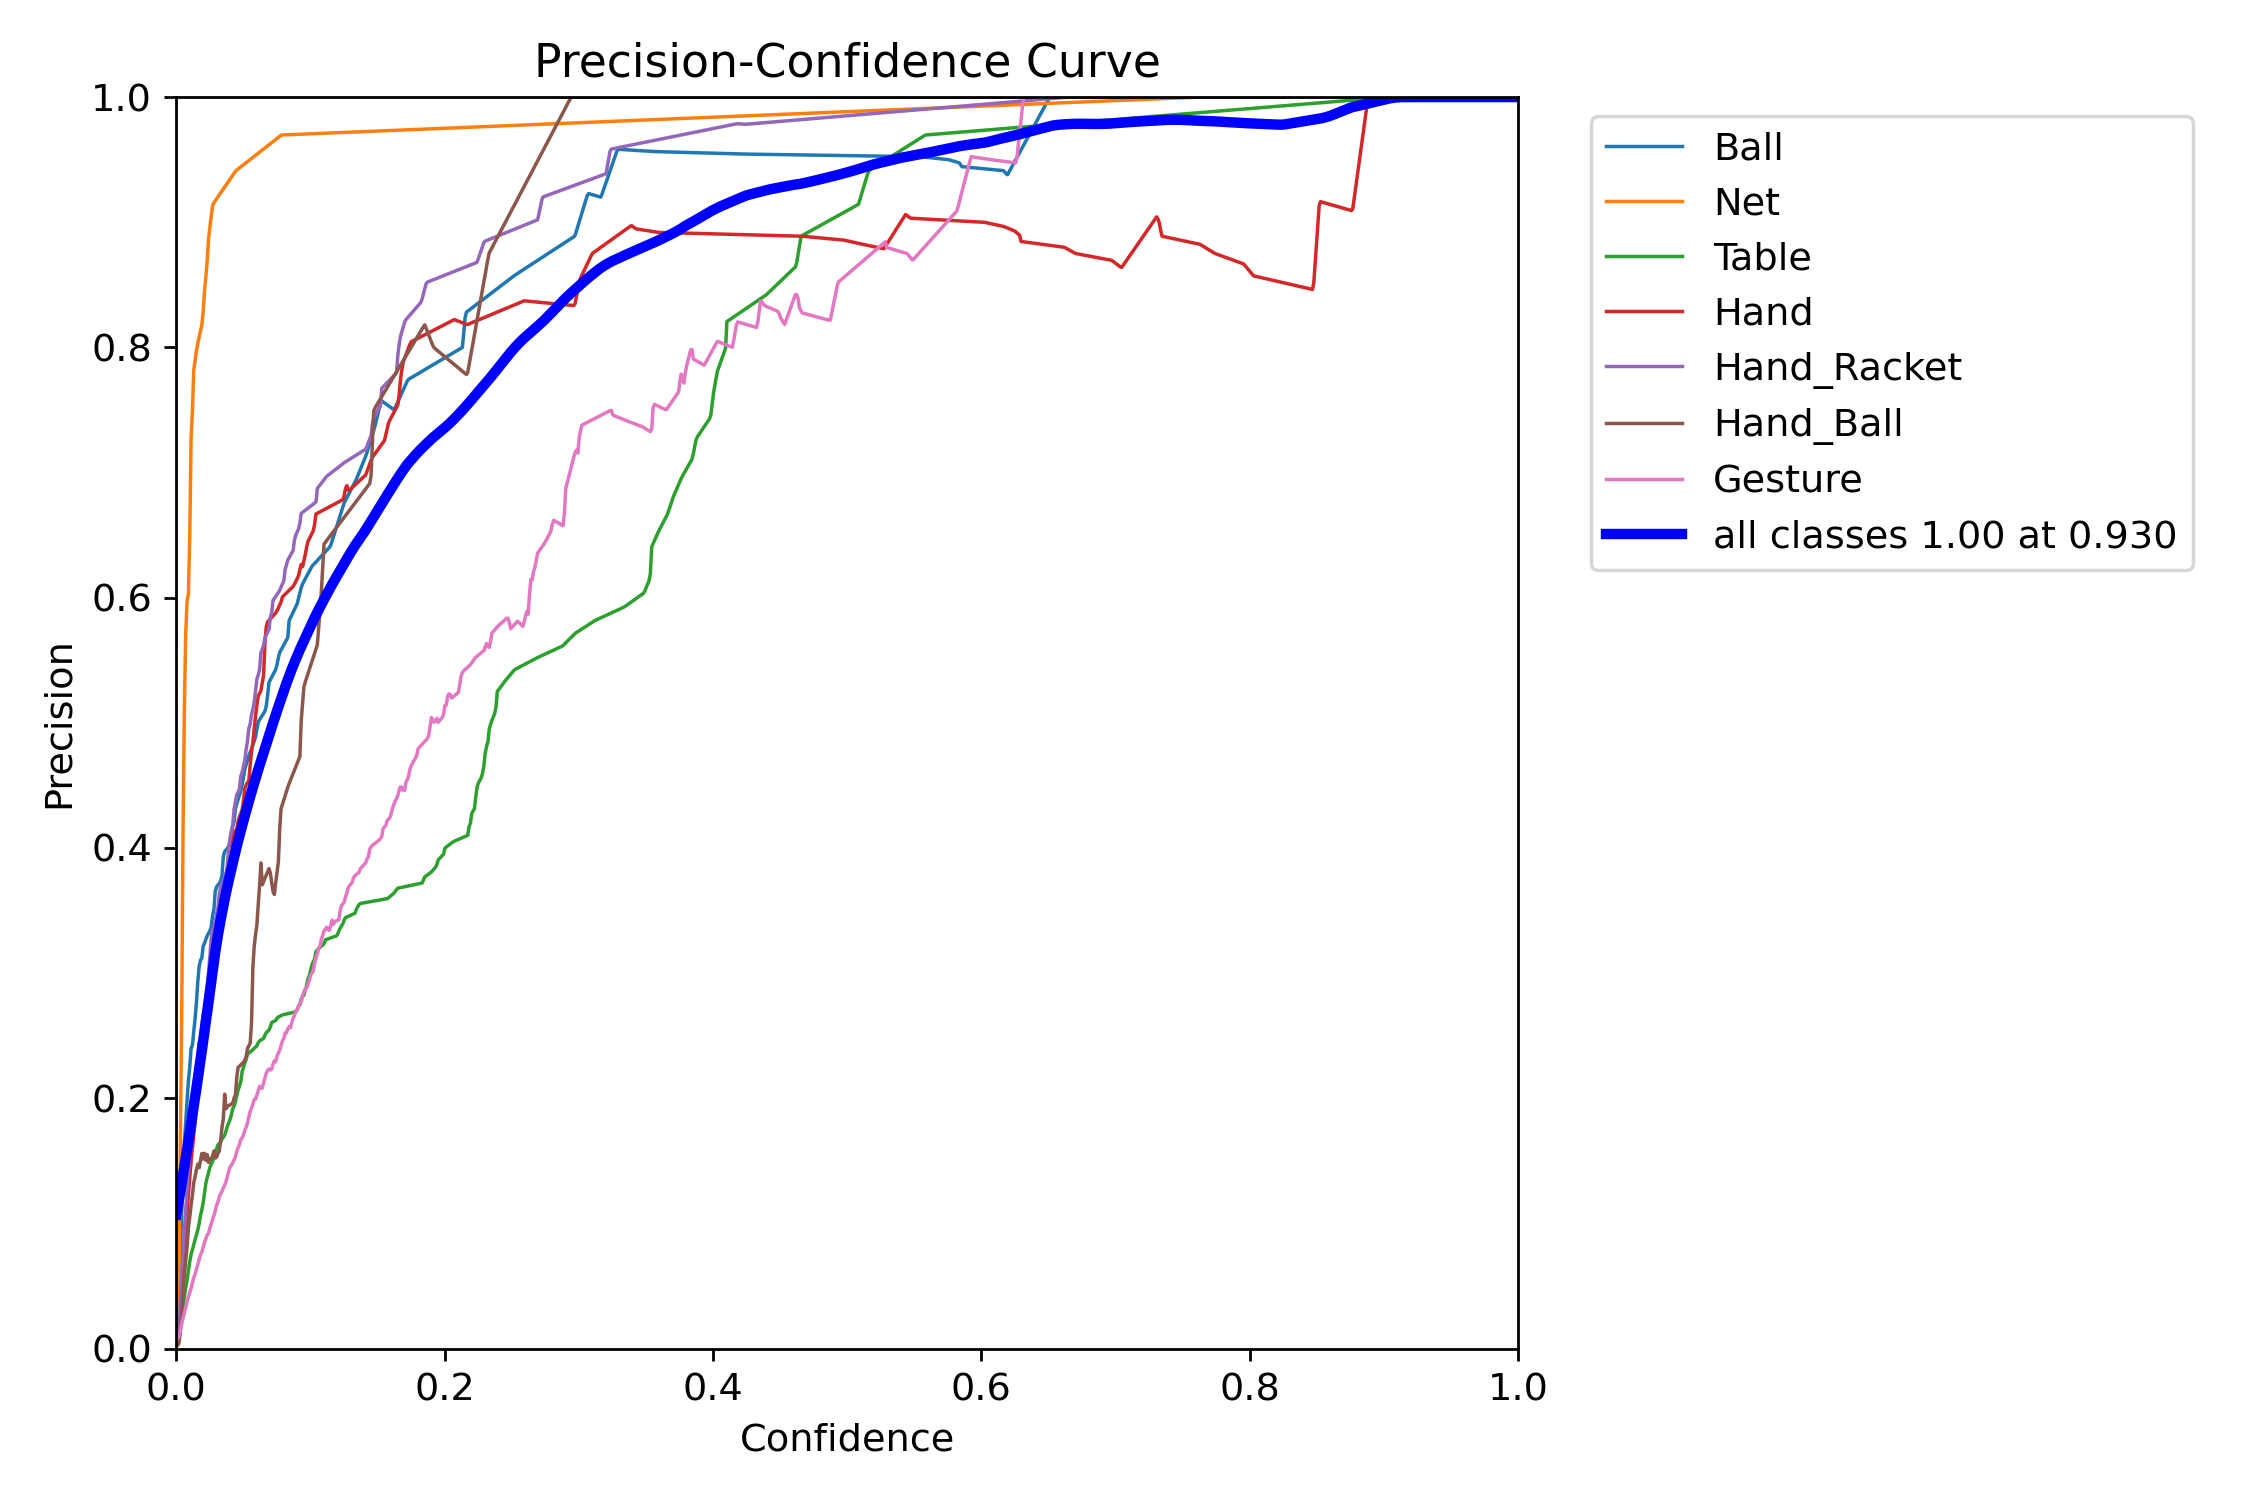 Precision-Confidence Curve
1.0
0.8
0.6
0.4
0.2
0.0
Precision
0.0 0.2 0.4 0.6 0.8 1.0
Confidence
Ball
Net
Table
Hand
Hand_Racket
Hand_Ball
Gesture
all classes 1.00 at 0.930